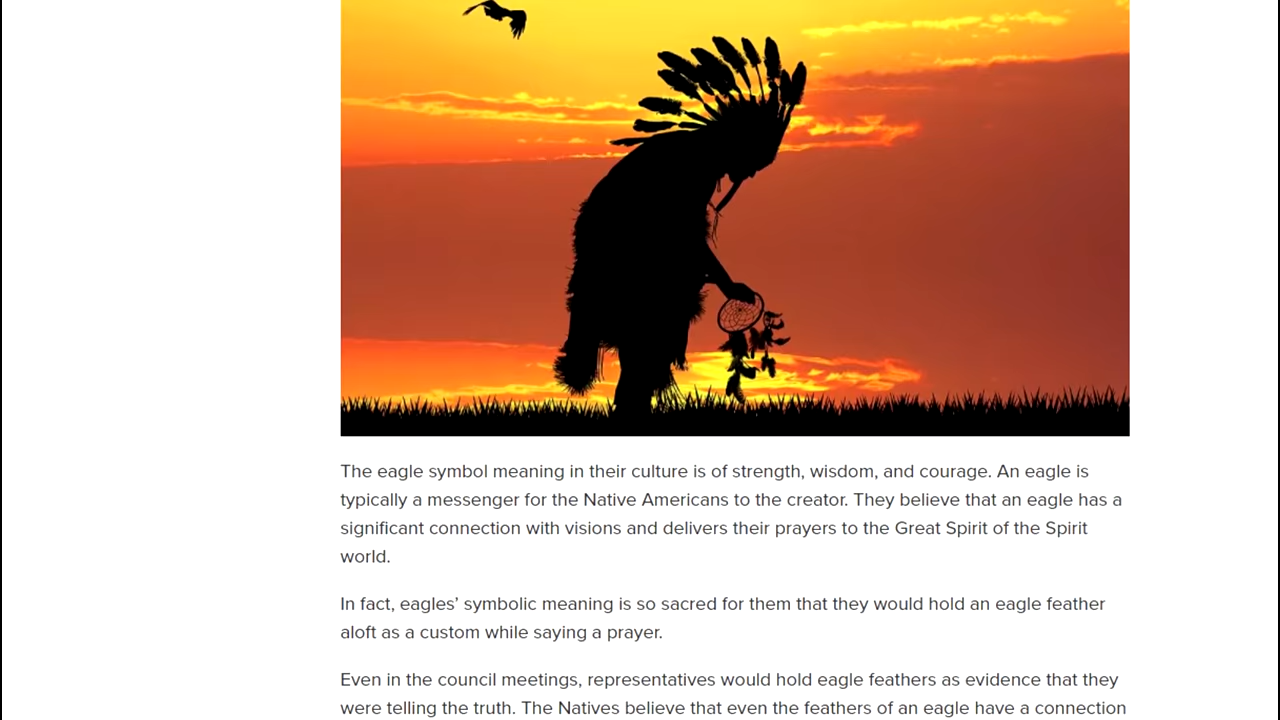 The eagle symbol meaning in their culture is of strength, wisdom, and courage. An eagle is
typically a messenger for the Native Americans to the creator. They believe that an eagle has a
significant connection with visions and delivers their prayers to the Great Spirit of the Spirit
world.
In fact, eagles’ symbolic meaning is so sacred for them that they would hold an eagle feather
aloft as a custom while saying a prayer.
Even in the council meetings, representatives would hold eagle feathers as evidence that they
were telling the truth. The Natives believe that even the feathers of an eagle have a connection